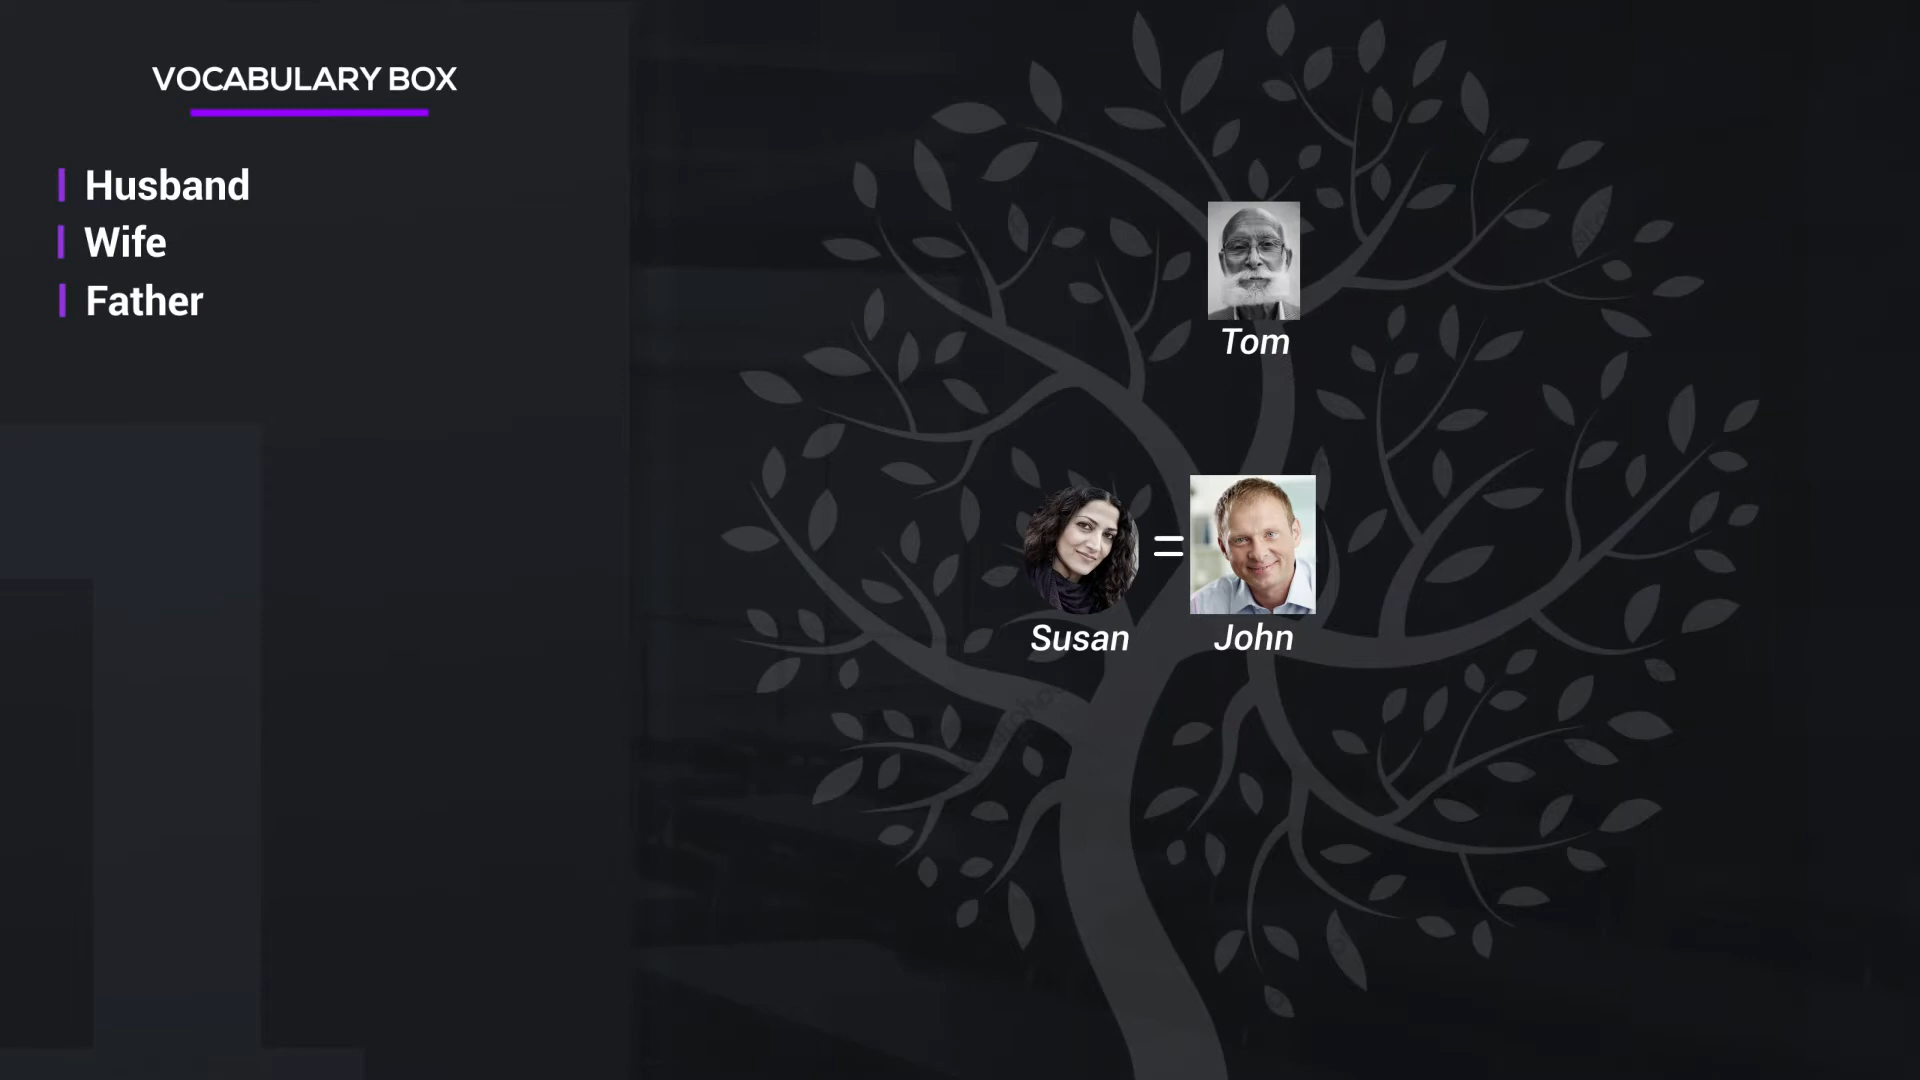 VOCABULARY BOX
Husband
Wife
Father
Tom
=
Susan
John